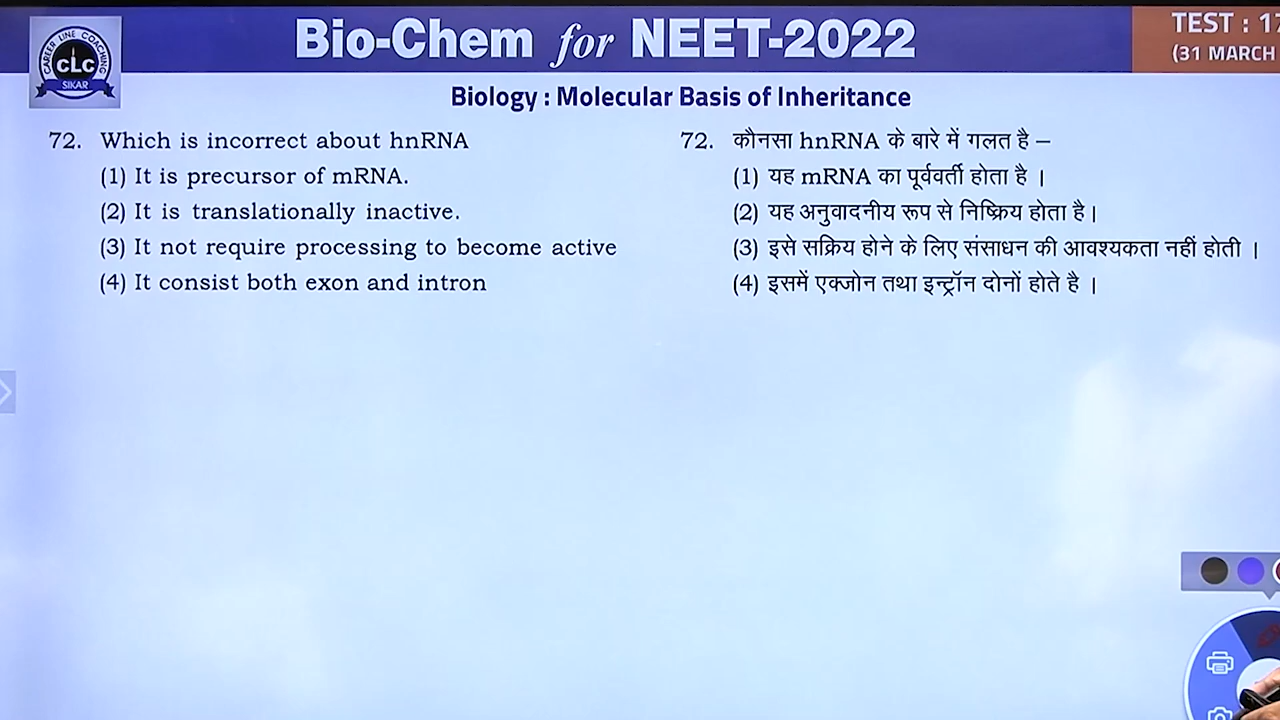 CAREER LINE COACHING
CLC
SIKAR
Bio-Chem for NEET-2022
TEST : 17
(31 MARCH
Biology : Molecular Basis of Inheritance
72. Which is incorrect about hnRNA
(1) It is precursor of mRNA.
(2) It is translationally inactive.
(3) It not require processing to become active
(4) It consist both exon and intron
72. कौनसा hnRNA के बारे में गलत है –
(1) यह mRNA का पूर्ववर्ती होता है ।
(2) यह अनुवादनीय रूप से निष्क्रिय होता है।
(3) इसे सक्रिय होने के लिए संसाधन की आवश्यकता नहीं होती ।
(4) इसमें एक्जोन तथा इन्ट्रॉन दोनों होते है ।